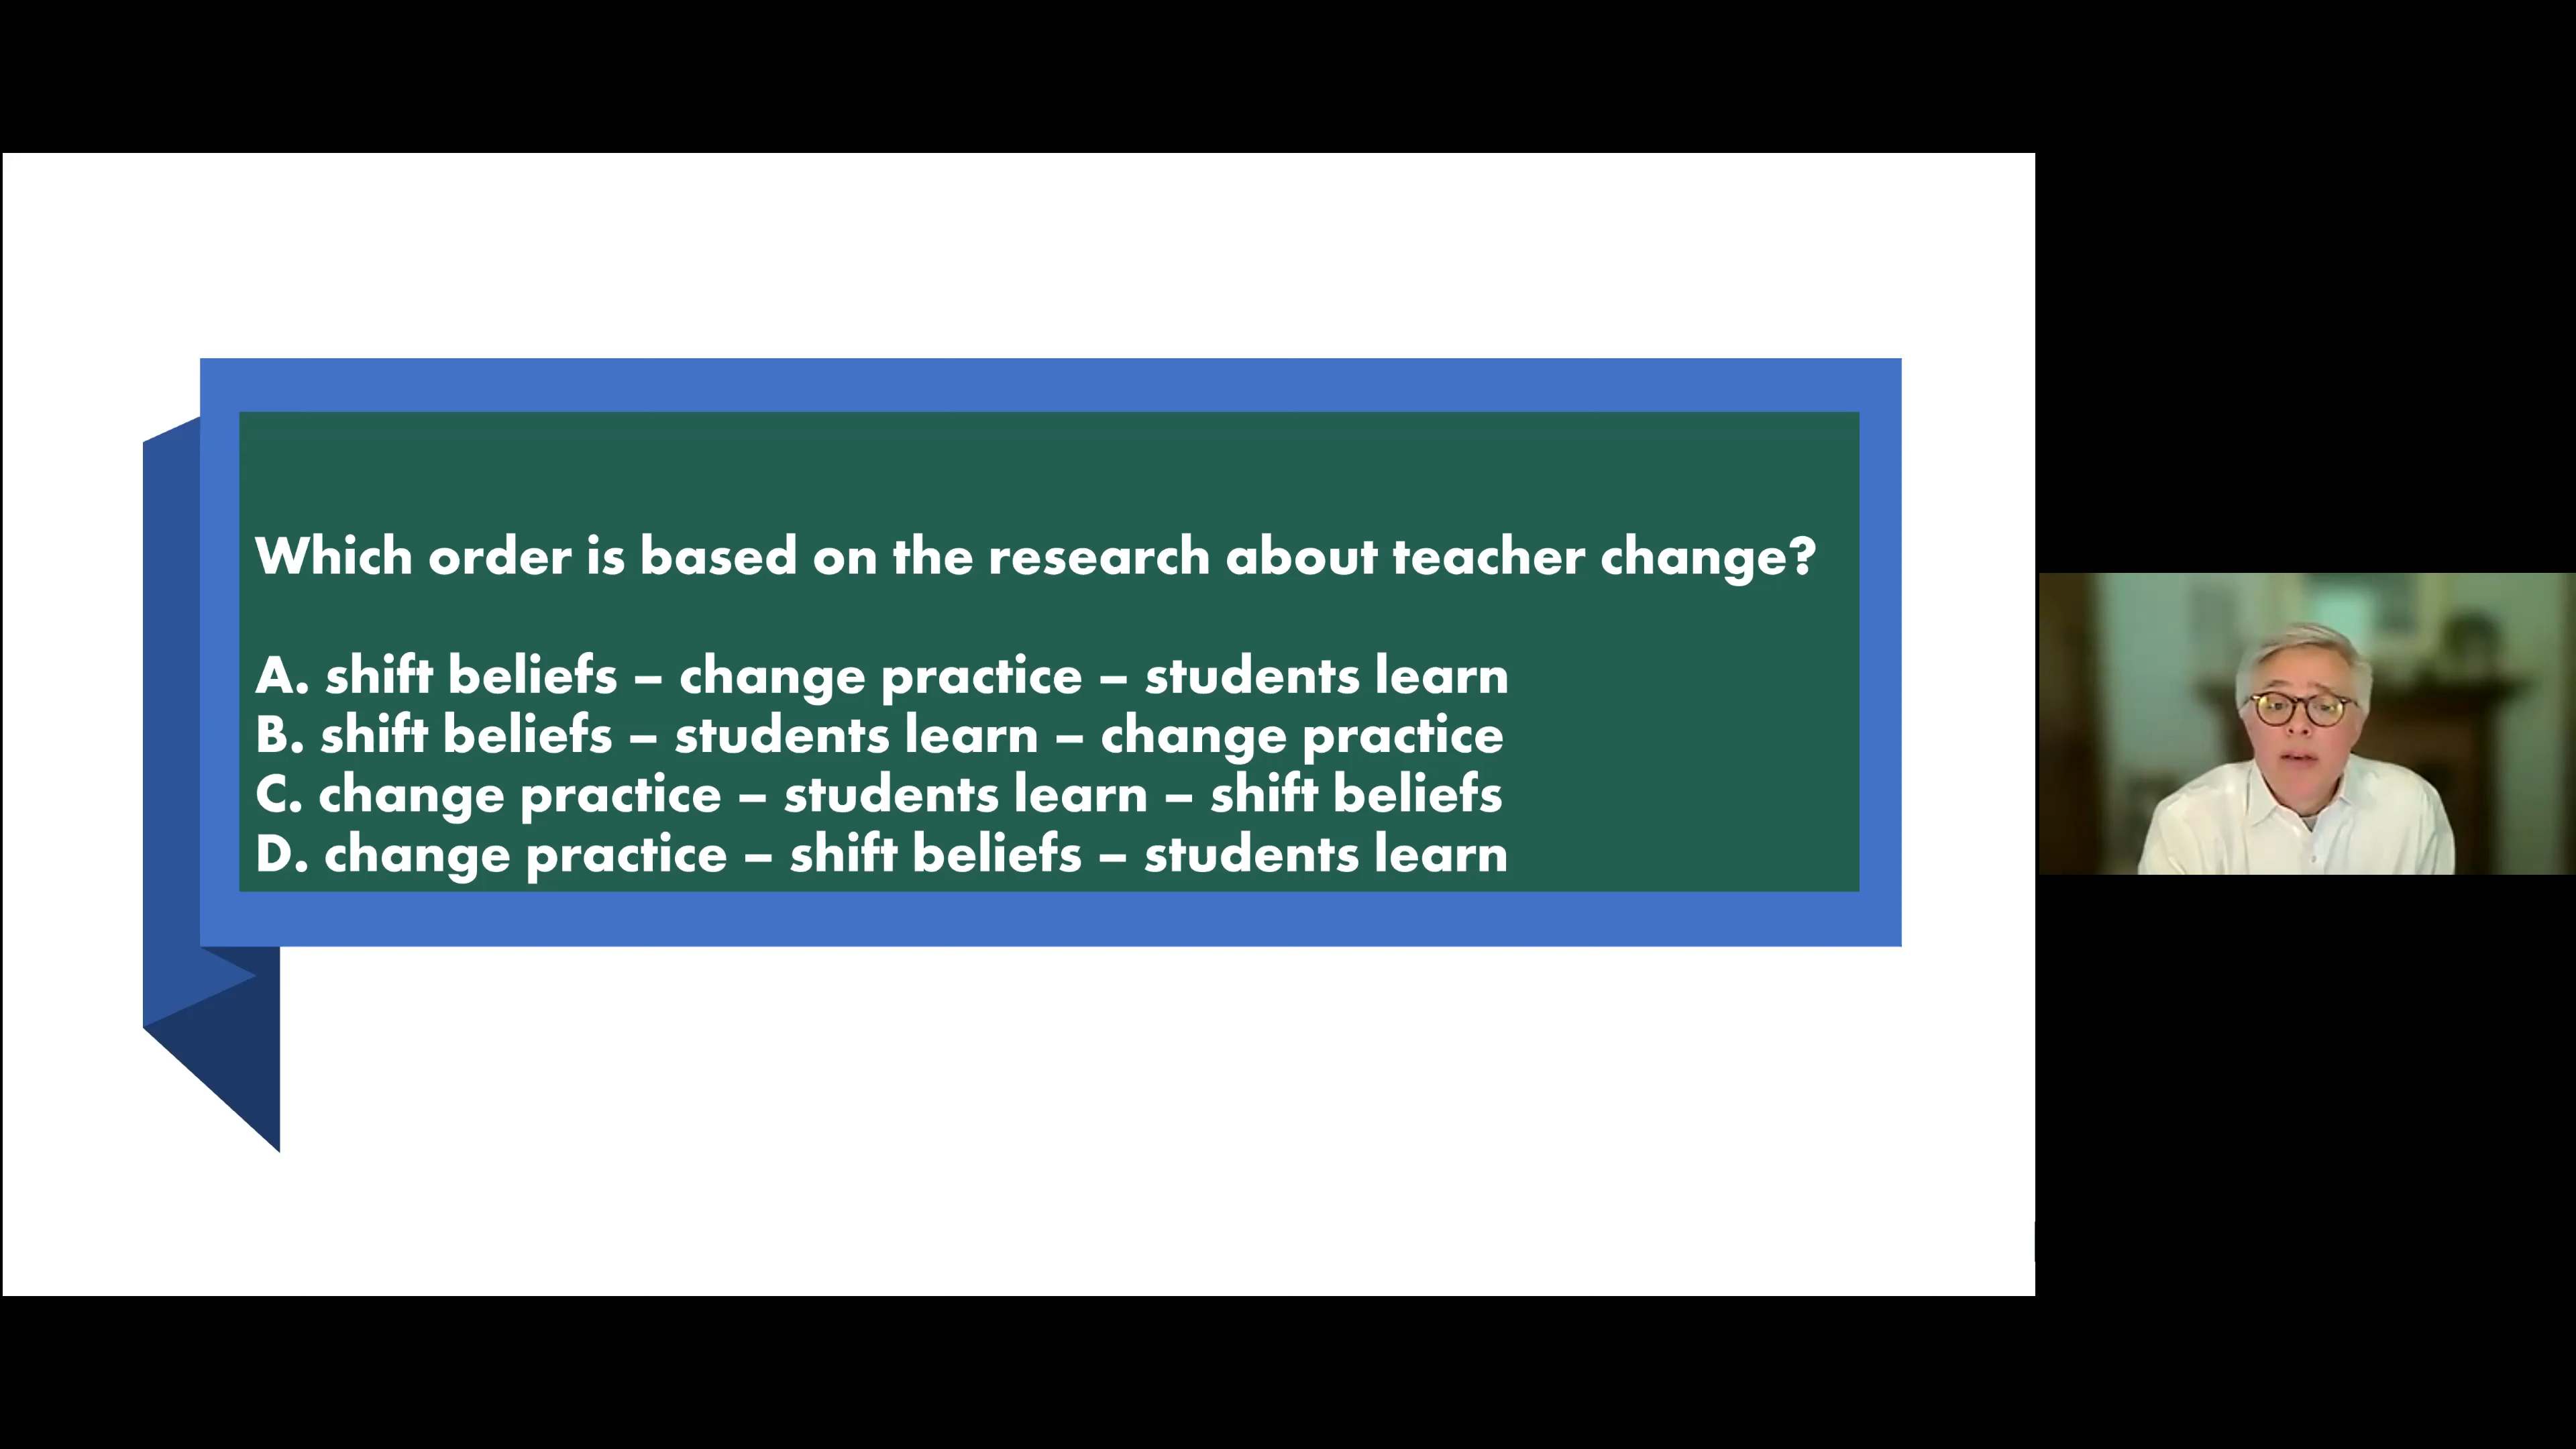 Which order is based on the research about teacher change?
A. shift beliefs – change practice – students learn
B. shift beliefs – students learn – change practice
C. change practice – students learn – shift beliefs
D. change practice – shift beliefs – students learn